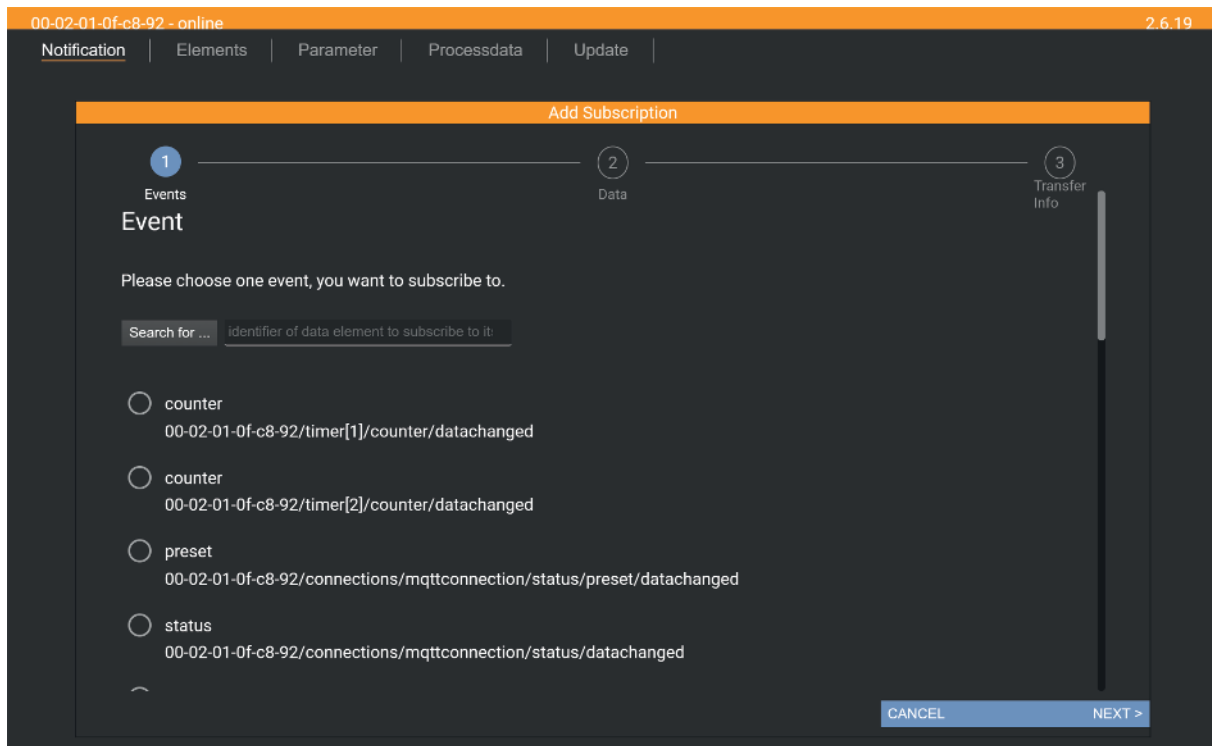 00-02-01-0f-c8-92 - online 2.6.19
Notification Elements Parameter Processdata Update
Add Subscription
1 2 3
Events Data Transfer
Info
Event
Please choose one event, you want to subscribe to.
Search for ... identifier of data element to subscribe to it
counter
00-02-01-0f-c8-92/timer[1]/counter/datachanged
counter
00-02-01-0f-c8-92/timer[2]/counter/datachanged
preset
00-02-01-0f-c8-92/connections/mqttconnection/status/preset/datachanged
status
00-02-01-0f-c8-92/connections/mqttconnection/status/datachanged
CANCEL NEXT >